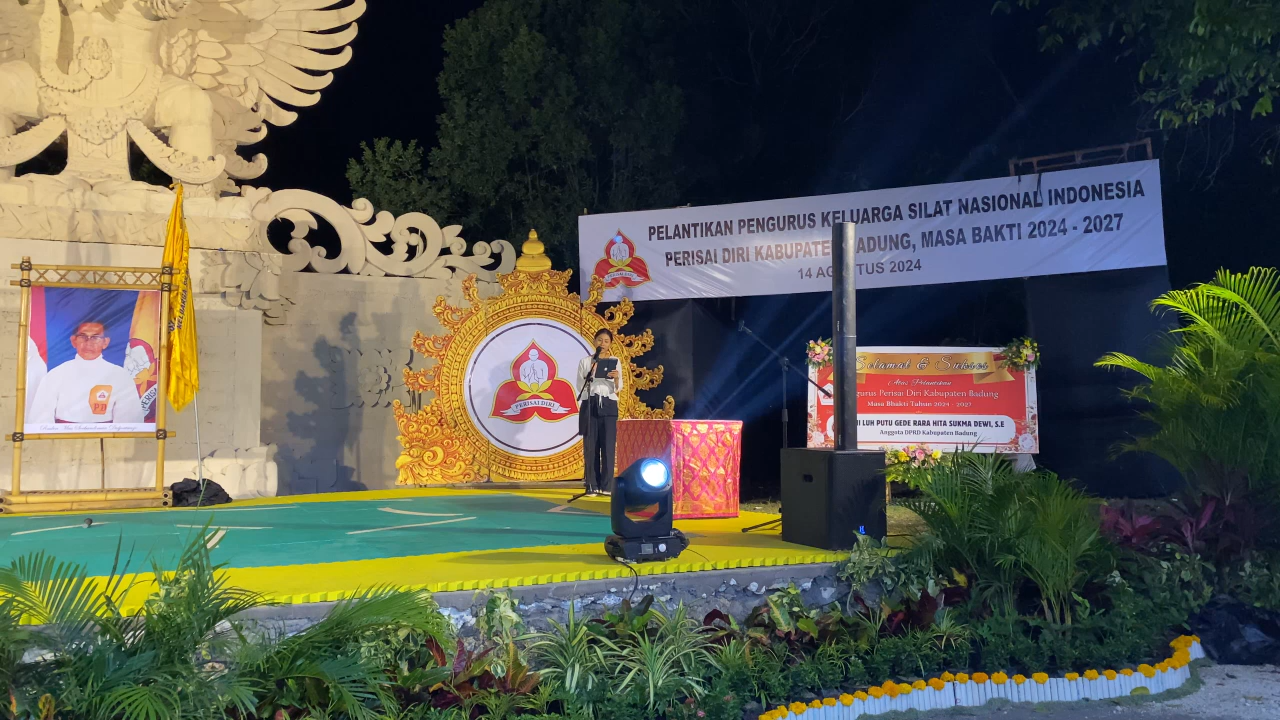 PELANTIKAN PENGURUS KELUARGA SILAT NASIONAL INDONESIA
PERISAI DIRI KABUPATEN BADUNG, MASA BAKTI 2024 - 2027
14 AGUSTUS 2024
PERISAI DIRI
Selamat & Sukses
Atas Pelantikan
gurus Perisai Diri Kabupaten Badung
Masa Bhakti Tahun 2024 - 2027
LUH PUTU GEDE RARA HITA SUKMA DEWI, S.E
Anggota DPRD Kabupaten Badung